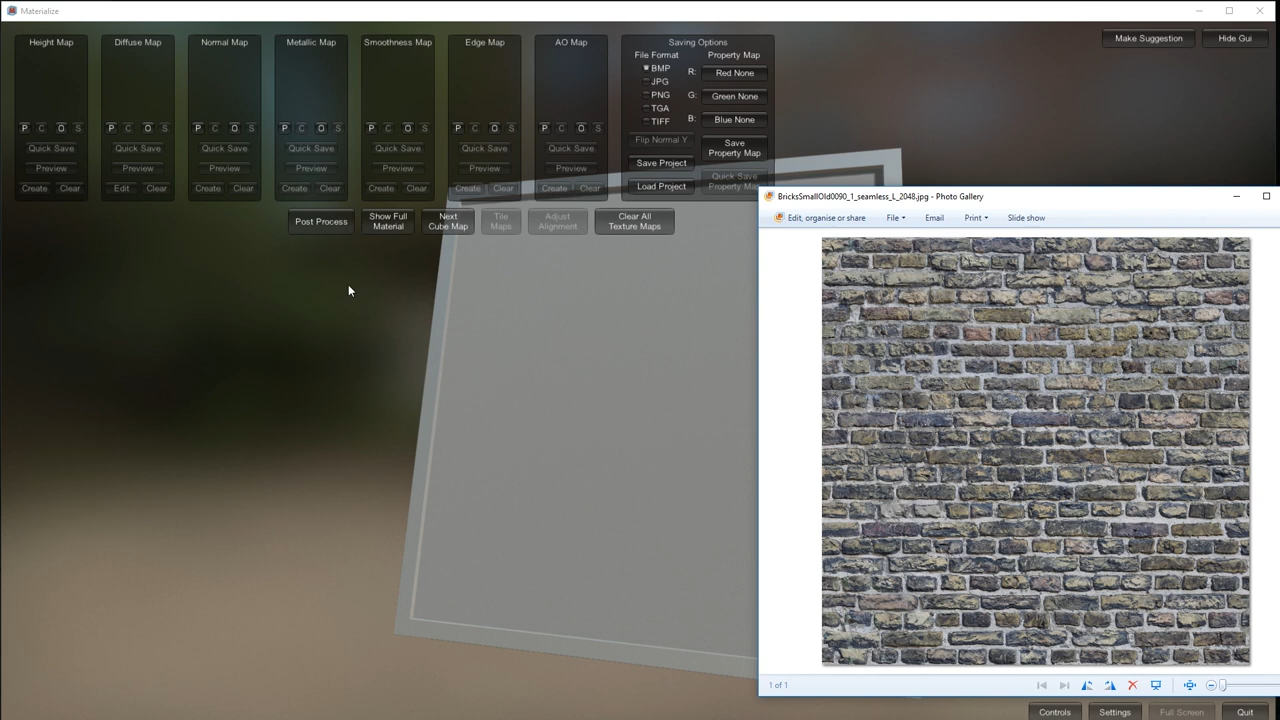 Materialize
Height Map
Diffuse Map
Normal Map
Metallic Map
Smoothness Map
Edge Map
AO Map
Saving Options
File Format
Property Map
BMP
JPG
PNG
TGA
TIFF
R:
Red None
G:
Green None
B:
Blue None
Make Suggestion
Hide Gui
P C O S
P C O S
P C O S
P C O S
P C O S
P C O S
P C O S
Quick Save
Quick Save
Quick Save
Quick Save
Quick Save
Quick Save
Quick Save
Preview
Preview
Preview
Preview
Preview
Preview
Preview
Create Clear
Edit Clear
Create Clear
Create Clear
Create Clear
Create Clear
Create Clear
Flip Normal Y
Save
Property Map
Save Project
Quick Save
Property Map
Load Project
Post Process
Show Full
Material
Next
Cube Map
Tile
Maps
Adjust
Alignment
Clear All
Texture Maps
BricksSmallOld0090_1_seamless_L_2048.jpg - Photo Gallery
Edit, organise or share
File
Email
Print
Slide show
1 of 1
Controls
Settings
Full Screen
Quit